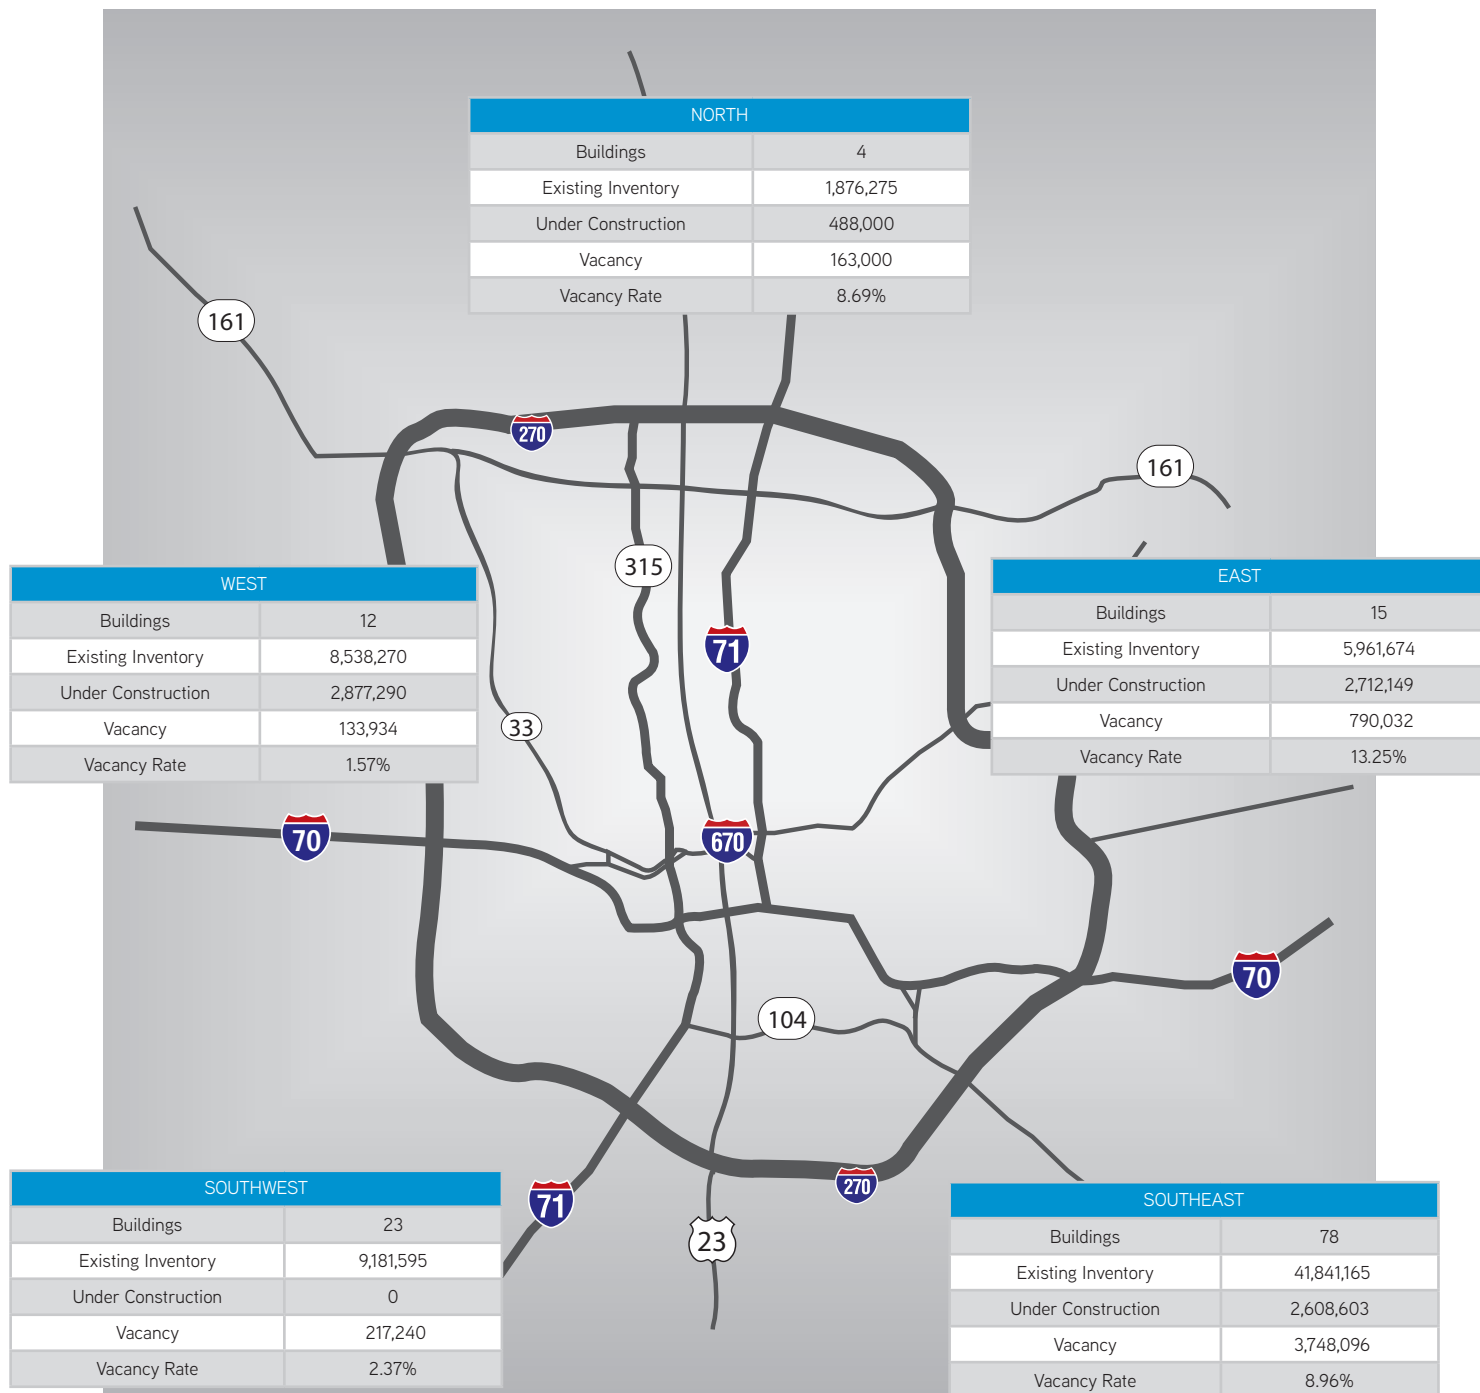 NORTH
Buildings 4
Existing Inventory 1,876,275
Under Construction 488,000
Vacancy 163,000
Vacancy Rate 8.69%
161
270
161
315
WEST
Buildings 12
Existing Inventory 8,538,270
Under Construction 2,877,290
Vacancy 133,934
Vacancy Rate 1.57%
71
EAST
Buildings 15
Existing Inventory 5,961,674
Under Construction 2,712,149
Vacancy 790,032
Vacancy Rate 13.25%
33
70
670
70
104
SOUTHWEST
Buildings 23
Existing Inventory 9,181,595
Under Construction 0
Vacancy 217,240
Vacancy Rate 2.37%
71
270
23
SOUTHEAST
Buildings 78
Existing Inventory 41,841,165
Under Construction 2,608,603
Vacancy 3,748,096
Vacancy Rate 8.96%